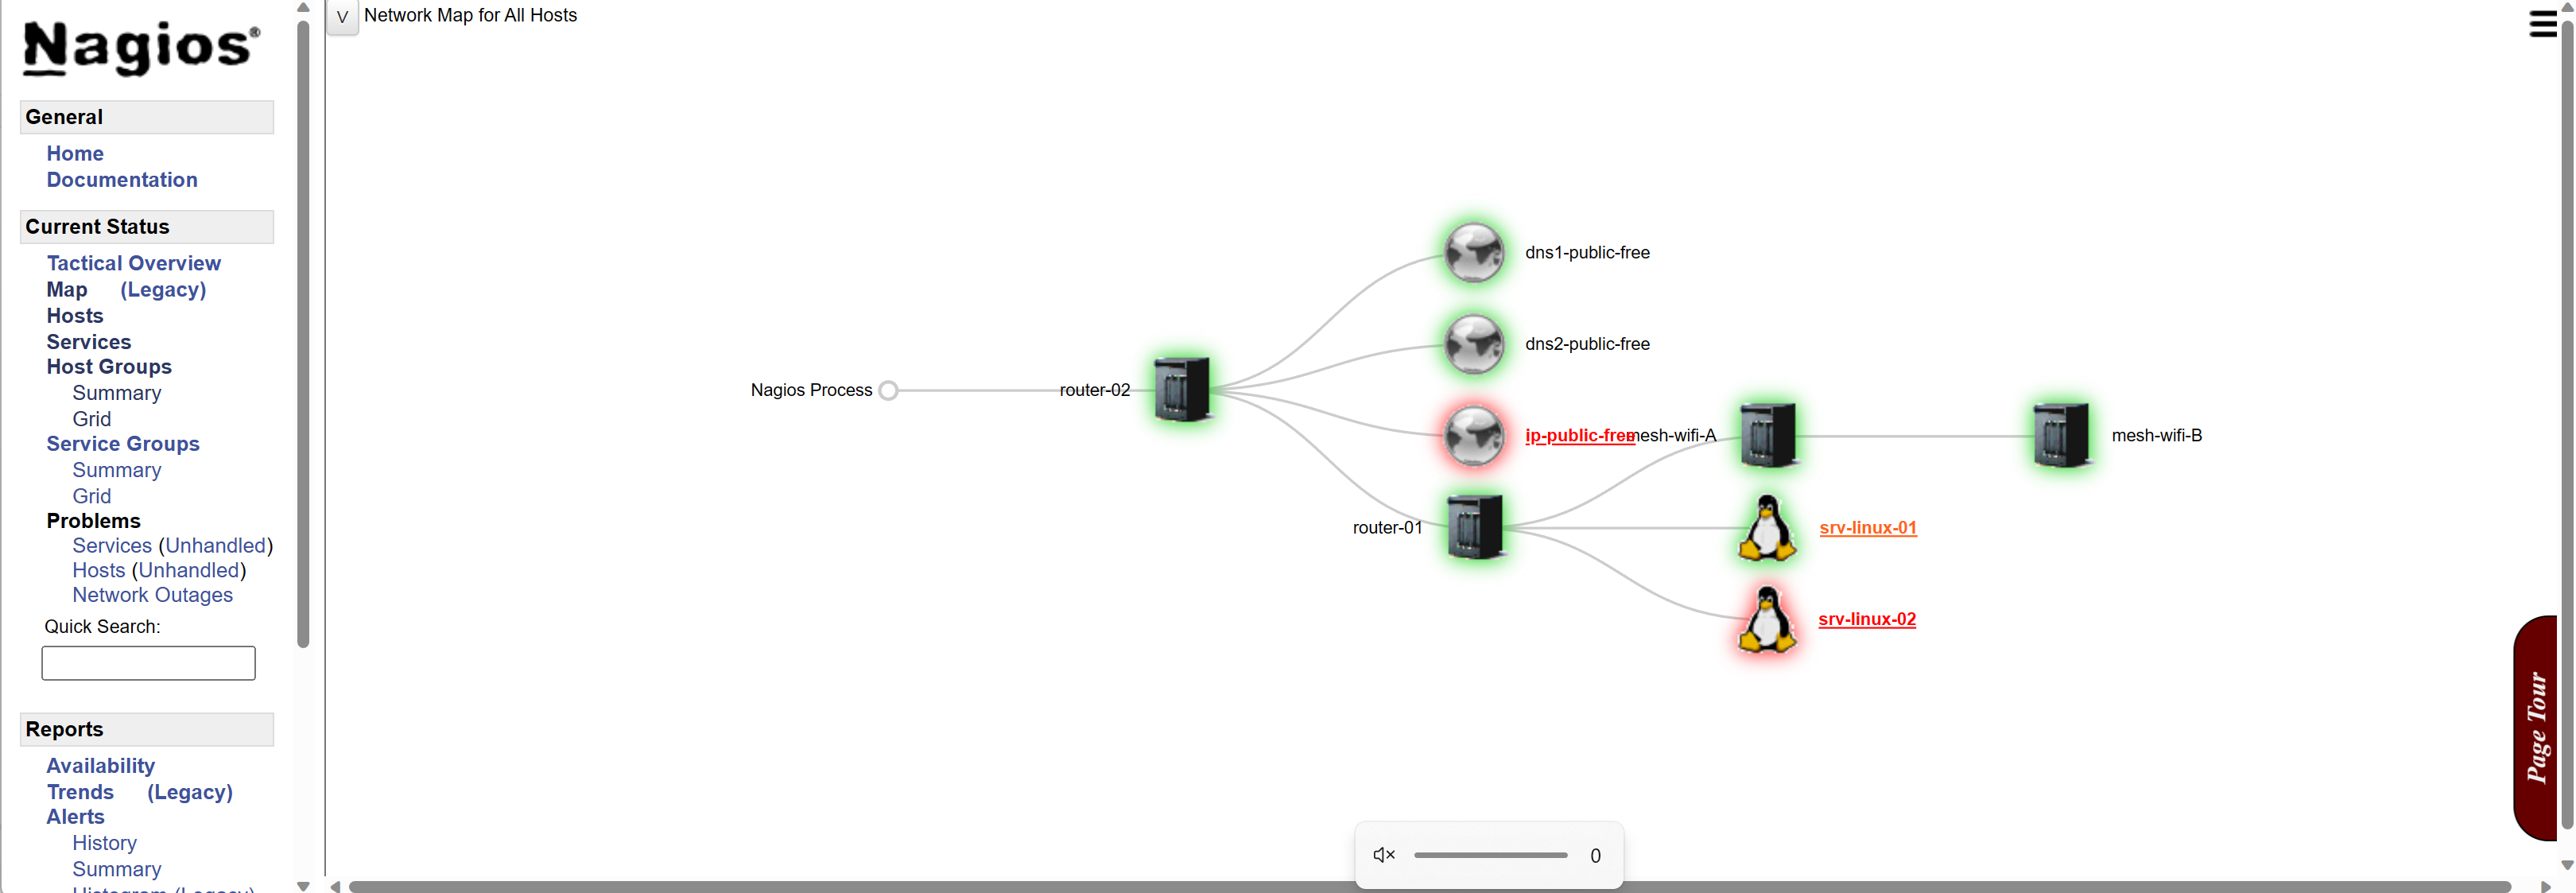 Nagios®
General
Home
Documentation
Current Status
Tactical Overview
Map (Legacy)
Hosts
Services
Host Groups
Summary
Grid
Service Groups
Summary
Grid
Problems
Services (Unhandled)
Hosts (Unhandled)
Network Outages
Quick Search:
Reports
Availability
Trends (Legacy)
Alerts
History
Summary
Histogram (Legacy)
V Network Map for All Hosts
dns1-public-free
dns2-public-free
Nagios Process
router-02
ip-public-free
mesh-wifi-A
mesh-wifi-B
router-01
srv-linux-01
srv-linux-02
Page Tour
0